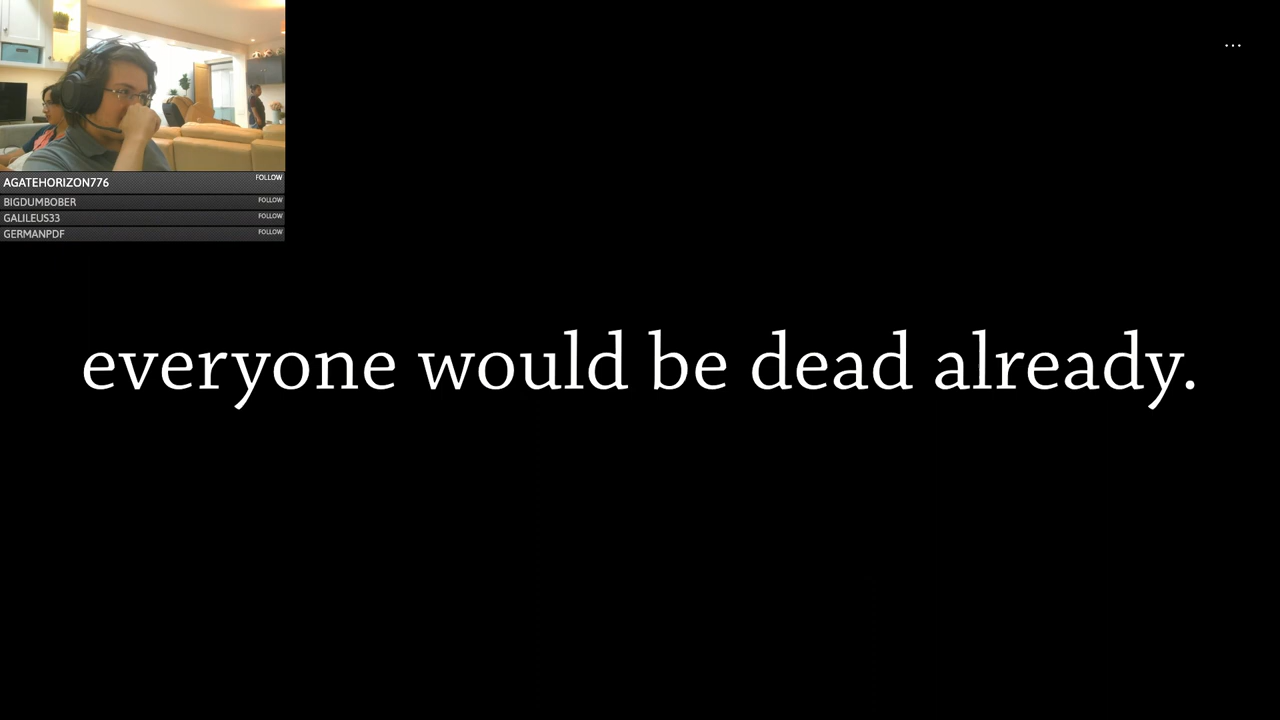 ...
AGATEHORIZON776 FOLLOW
BIGDUMBOBER FOLLOW
GALILEUS33 FOLLOW
GERMANPDF FOLLOW
everyone would be dead already.